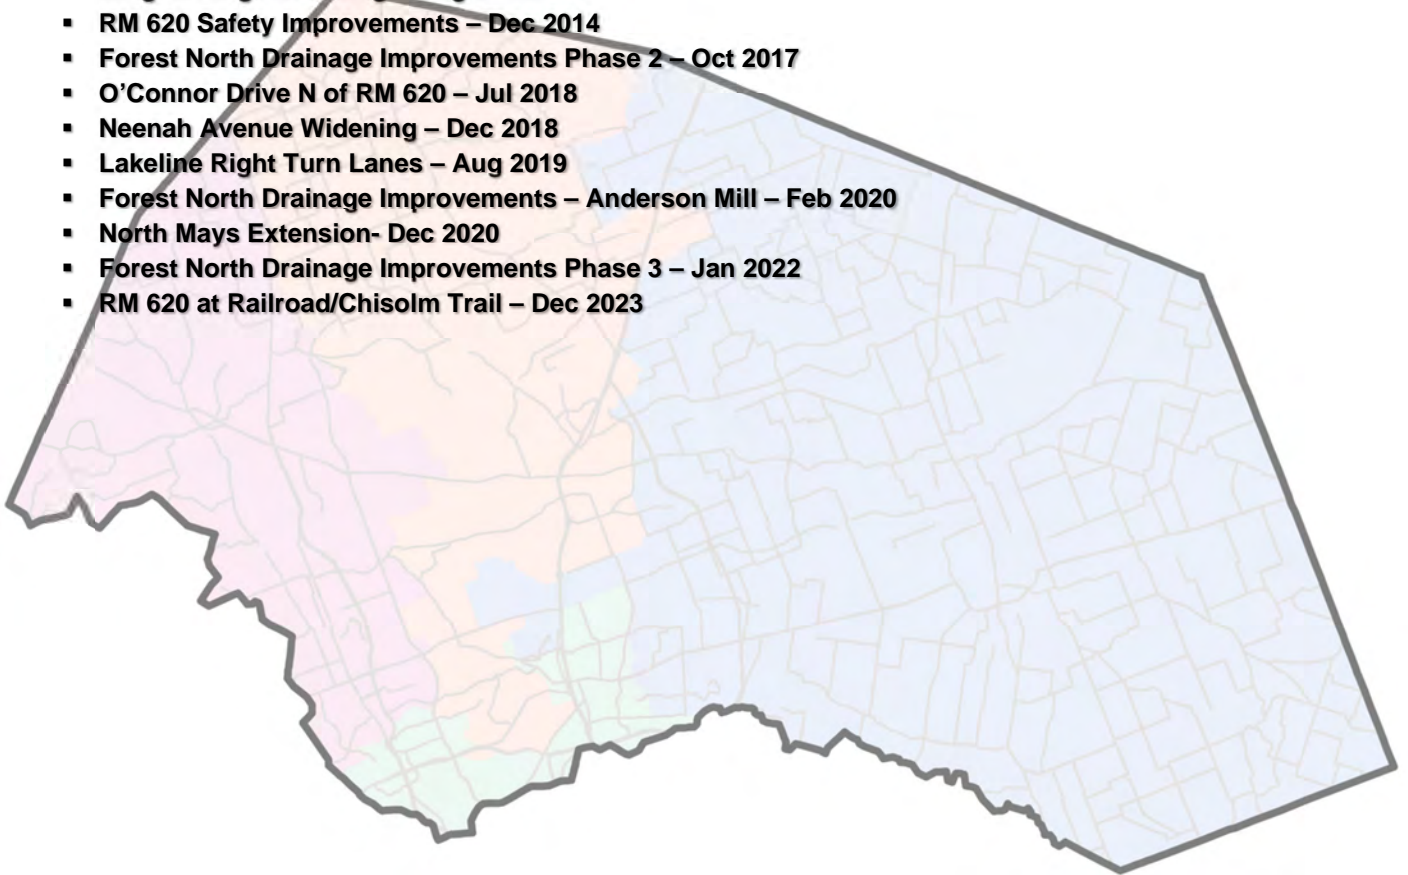 ▪ RM 620 Safety Improvements – Dec 2014
▪ Forest North Drainage Improvements Phase 2 – Oct 2017
▪ O’Connor Drive N of RM 620 – Jul 2018
▪ Neenah Avenue Widening – Dec 2018
▪ Lakeline Right Turn Lanes – Aug 2019
▪ Forest North Drainage Improvements – Anderson Mill – Feb 2020
▪ North Mays Extension- Dec 2020
▪ Forest North Drainage Improvements Phase 3 – Jan 2022
▪ RM 620 at Railroad/Chisolm Trail – Dec 2023